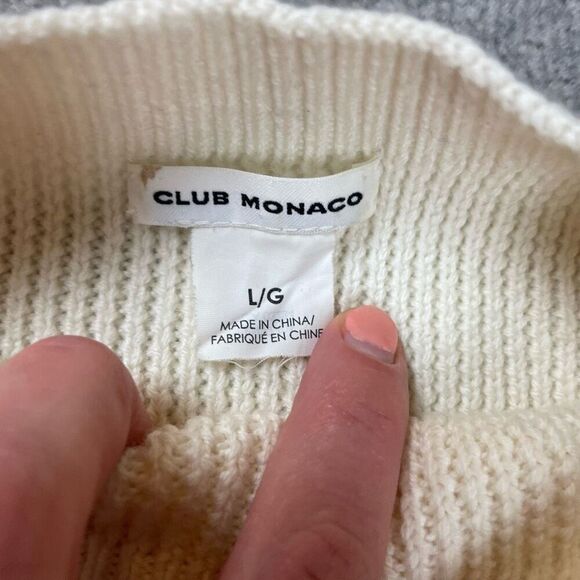 CLUB MONACO
L/G
MADE IN CHINA/
FABRIQUÉ EN CHINE